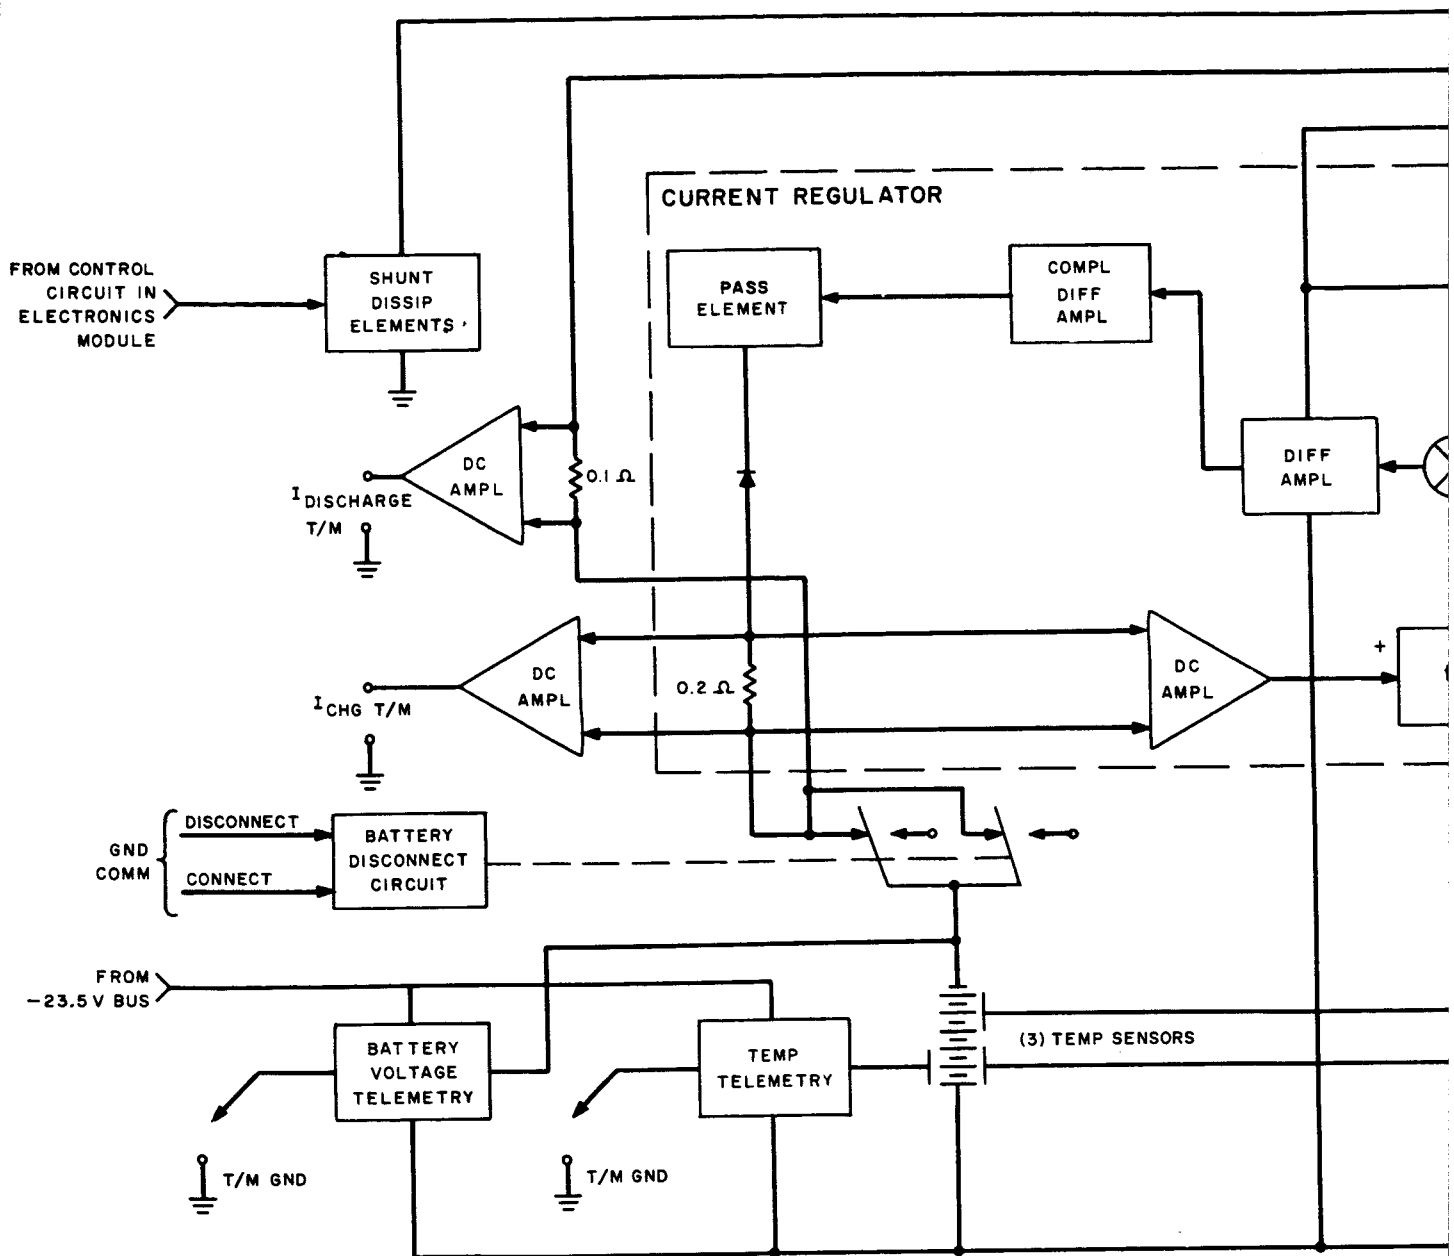 CURRENT REGULATOR
FROM CONTROL
CIRCUIT IN
ELECTRONICS
MODULE
SHUNT
DISSIP
ELEMENTS
PASS
ELEMENT
COMPL
DIFF
AMPL
DIFF
AMPL
DC
AMPL
0.1 Ω
I DISCHARGE
T/M
DC
AMPL
0.2 Ω
I CHG T/M
DC
AMPL
+
GND
COMM
DISCONNECT
CONNECT
BATTERY
DISCONNECT
CIRCUIT
FROM
-23.5 V BUS
BATTERY
VOLTAGE
TELEMETRY
TEMP
TELEMETRY
(3) TEMP SENSORS
T/M GND
T/M GND